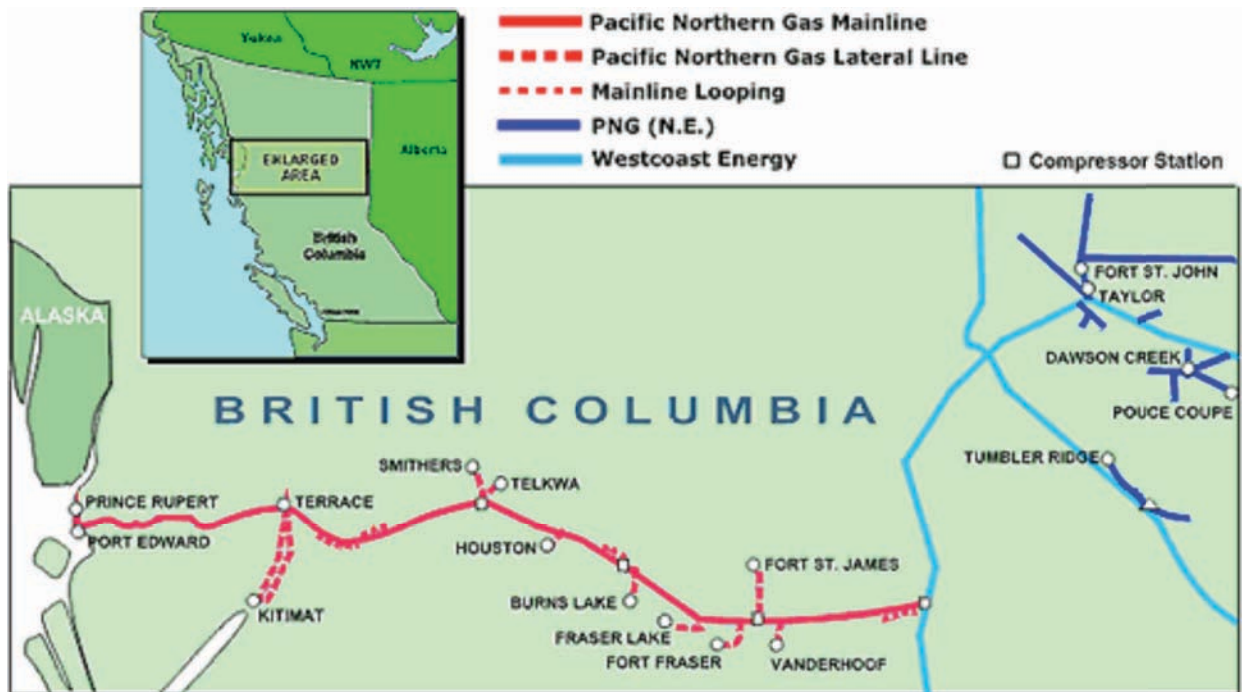 Yukon
NWT
Alberta
ENLARGED
AREA
British
Columbia
Pacific Northern Gas Mainline
Pacific Northern Gas Lateral Line
Mainline Looping
PNG (N.E.)
Westcoast Energy
Compressor Station
ALASKA
BRITISH COLUMBIA
FORT ST. JOHN
TAYLOR
DAWSON CREEK
POUCE COUPE
TUMBLER RIDGE
SMITHERS
TELKWA
PRINCE RUPERT
TERRACE
PORT EDWARD
HOUSTON
FORT ST. JAMES
BURNS LAKE
KITIMAT
FRASER LAKE
FORT FRASER
VANDERHOOF